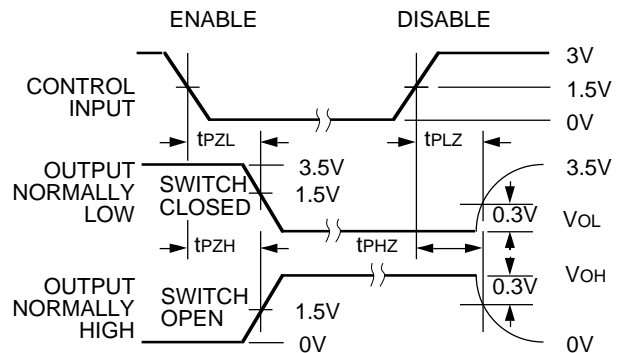 ENABLE DISABLE
3V
CONTROL INPUT 1.5V
0V
tPZL tPLZ
OUTPUT NORMALLY LOW
SWITCH CLOSED
3.5V
1.5V
3.5V
0.3V VOL
tPZH tPHZ
OUTPUT NORMALLY HIGH
SWITCH OPEN
1.5V
0V
0.3V VOH
0V